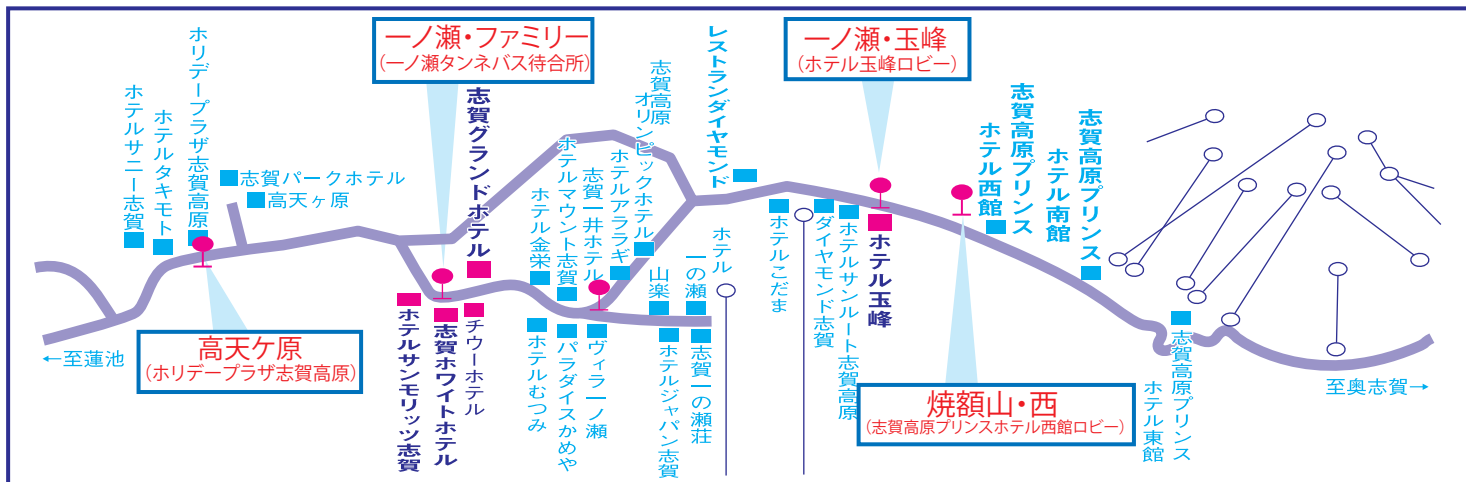 ホテルサニー志賀
ホテルタキモト
ホリデープラザ志賀高原
志賀パークホテル
高天ヶ原
←至蓮池
高天ケ原
(ホリデープラザ志賀高原)
一ノ瀬・ファミリー
(一ノ瀬タンネバス待合所)
志賀グランドホテル
ホテルサンモリッツ志賀
志賀ホワイトホテル
チウーホテル
ホテル金栄
ホテルマウント志賀
志賀一井ホテル
ホテルアララギ
志賀高原
オリンピックホテル
ホテルむつみ
パラダイスかめや
ヴィラ一ノ瀬
山楽
一の瀬
ホテル
ホテルジャパン志賀
志賀一の瀬荘
レストランダイヤモンド
一ノ瀬・玉峰
(ホテル玉峰ロビー)
ホテルこだま
ダイヤモンド志賀
ホテルサンルート志賀高原
ホテル玉峰
志賀高原プリンス
ホテル西館
志賀高原プリンス
ホテル南館
焼額山・西
(志賀高原プリンスホテル西館ロビー)
志賀高原プリンス
ホテル東館
至奥志賀→